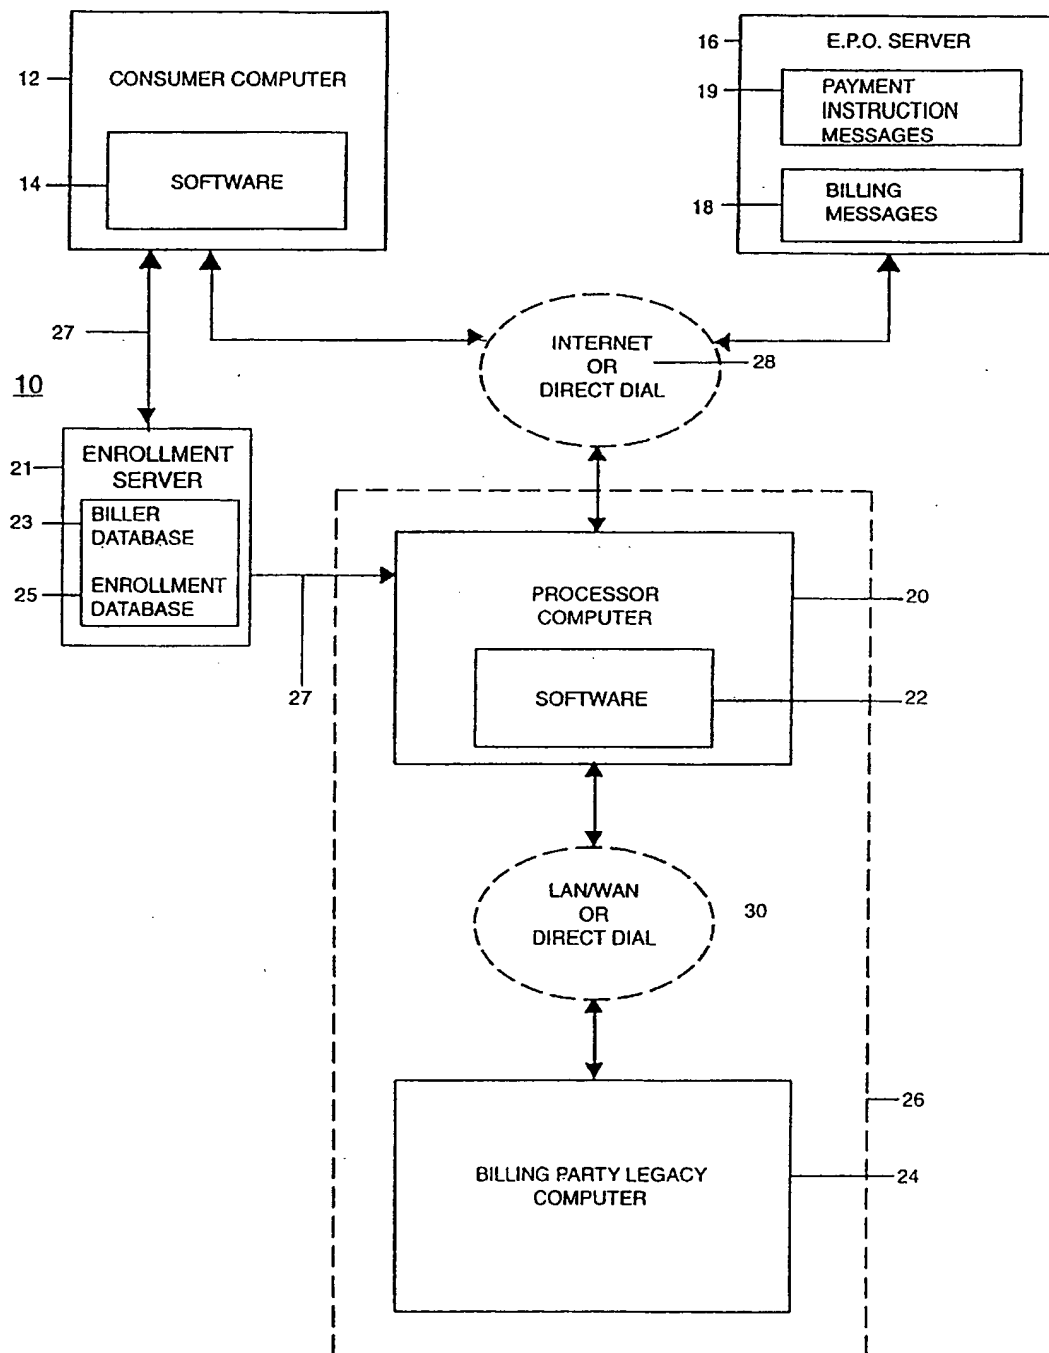 16
E.P.O. SERVER
12
CONSUMER COMPUTER
19
PAYMENT
INSTRUCTION
MESSAGES
14
SOFTWARE
18
BILLING
MESSAGES
27
INTERNET
OR
DIRECT DIAL
28
10
21
ENROLLMENT
SERVER
23
BILLER
DATABASE
25
ENROLLMENT
DATABASE
27
PROCESSOR
COMPUTER
20
SOFTWARE
22
LAN/WAN
OR
DIRECT DIAL
30
26
BILLING PARTY LEGACY
COMPUTER
24